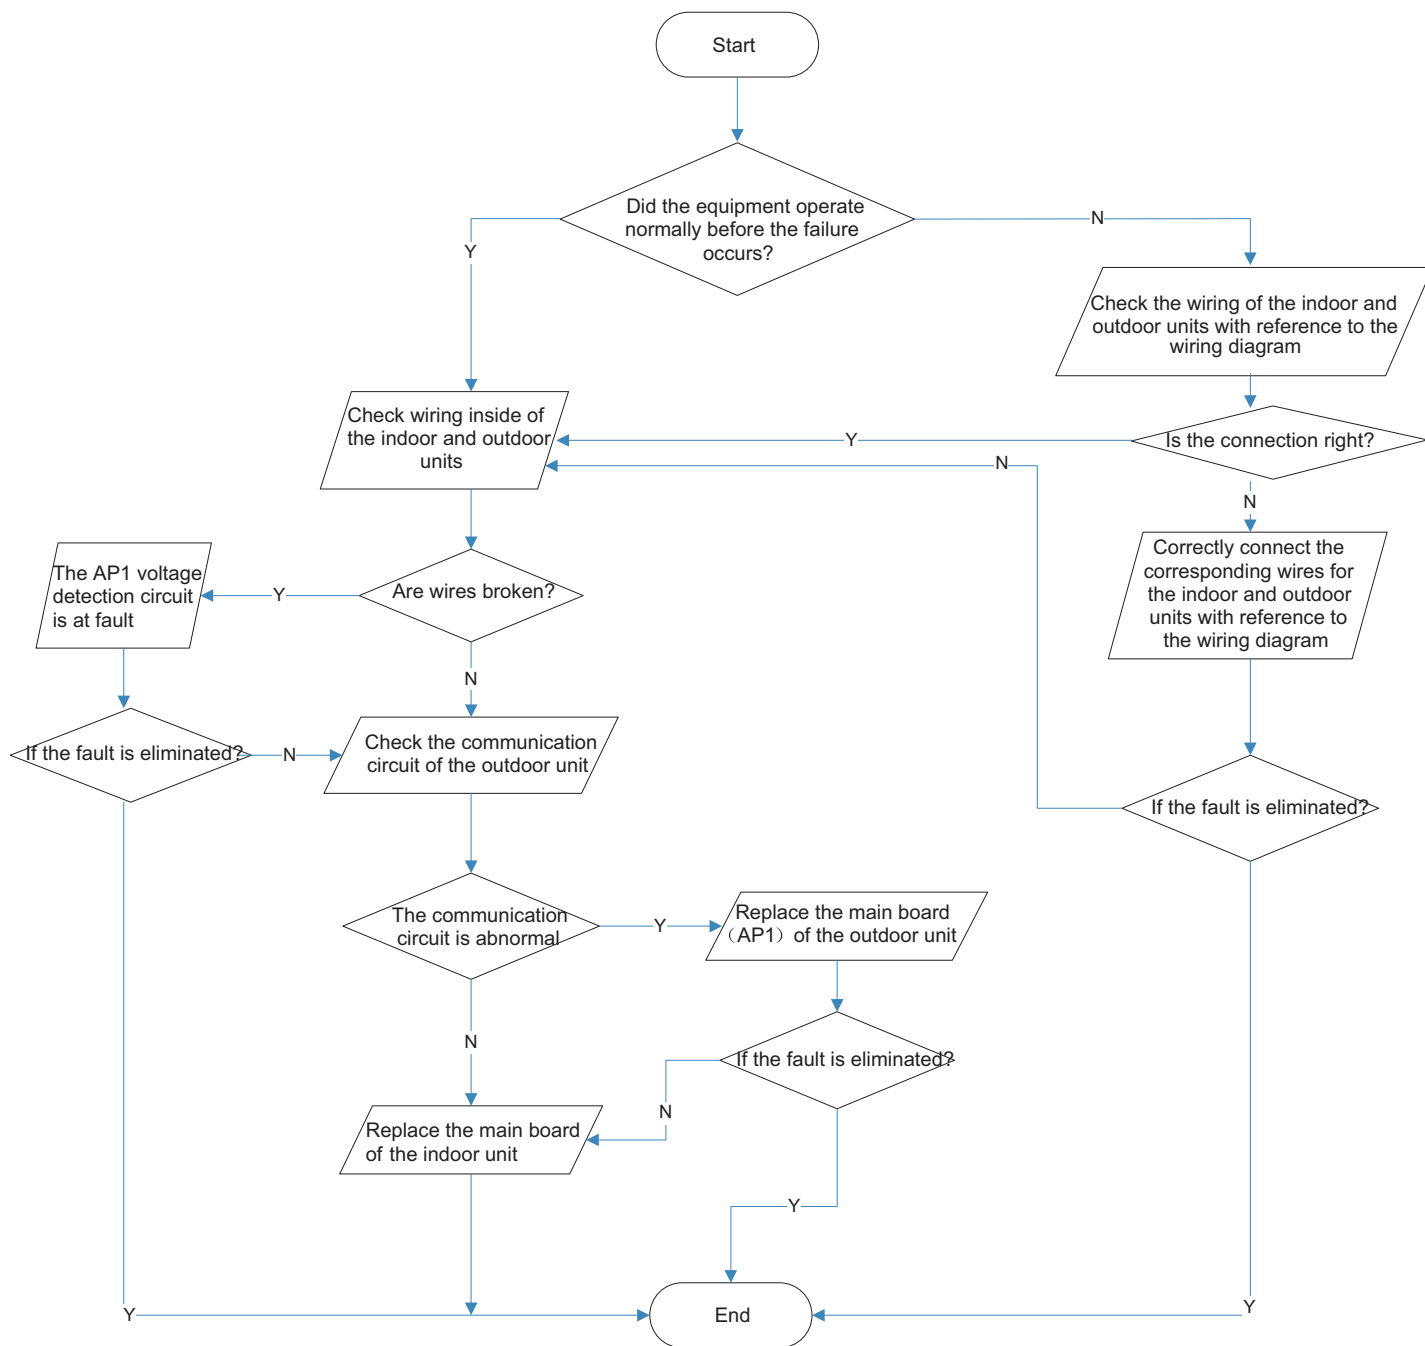 Start
Did the equipment operate
normally before the failure
occurs?
Y
N
Check the wiring of the indoor and
outdoor units with reference to the
wiring diagram
Check wiring inside of
the indoor and outdoor
units
Y
Is the connection right?
N
N
Correctly connect the
corresponding wires for
the indoor and outdoor
units with reference to
the wiring diagram
The AP1 voltage
detection circuit
is at fault
Y
Are wires broken?
N
If the fault is eliminated?
N
Check the communication
circuit of the outdoor unit
If the fault is eliminated?
The communication
circuit is abnormal
Y
Replace the main board
（AP1）of the outdoor unit
N
If the fault is eliminated?
N
Replace the main board
of the indoor unit
Y
Y
End
Y